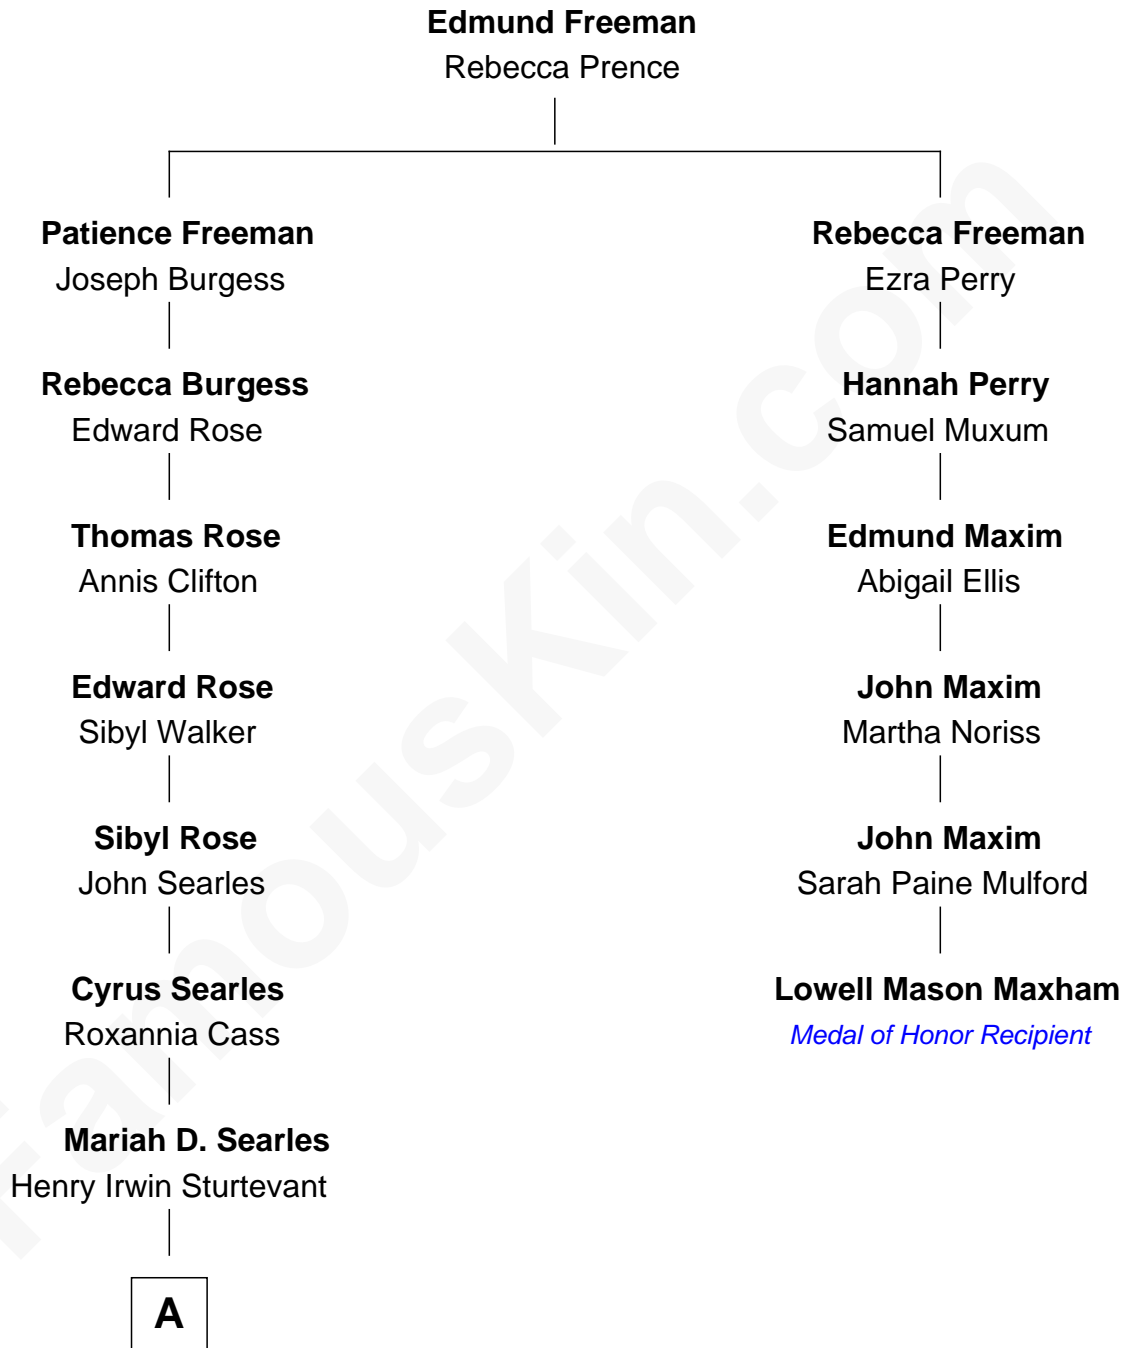 Edmund Freeman
Rebecca Prence
Patience Freeman
Joseph Burgess
Rebecca Freeman
Ezra Perry
Rebecca Burgess
Edward Rose
Hannah Perry
Samuel Muxum
Thomas Rose
Annis Clifton
Edmund Maxim
Abigail Ellis
Edward Rose
Sibyl Walker
John Maxim
Martha Noriss
Sibyl Rose
John Searles
John Maxim
Sarah Paine Mulford
Cyrus Searles
Roxannia Cass
Lowell Mason Maxham
Medal of Honor Recipient
Mariah D. Searles
Henry Irwin Sturtevant
A
FamousKin.com